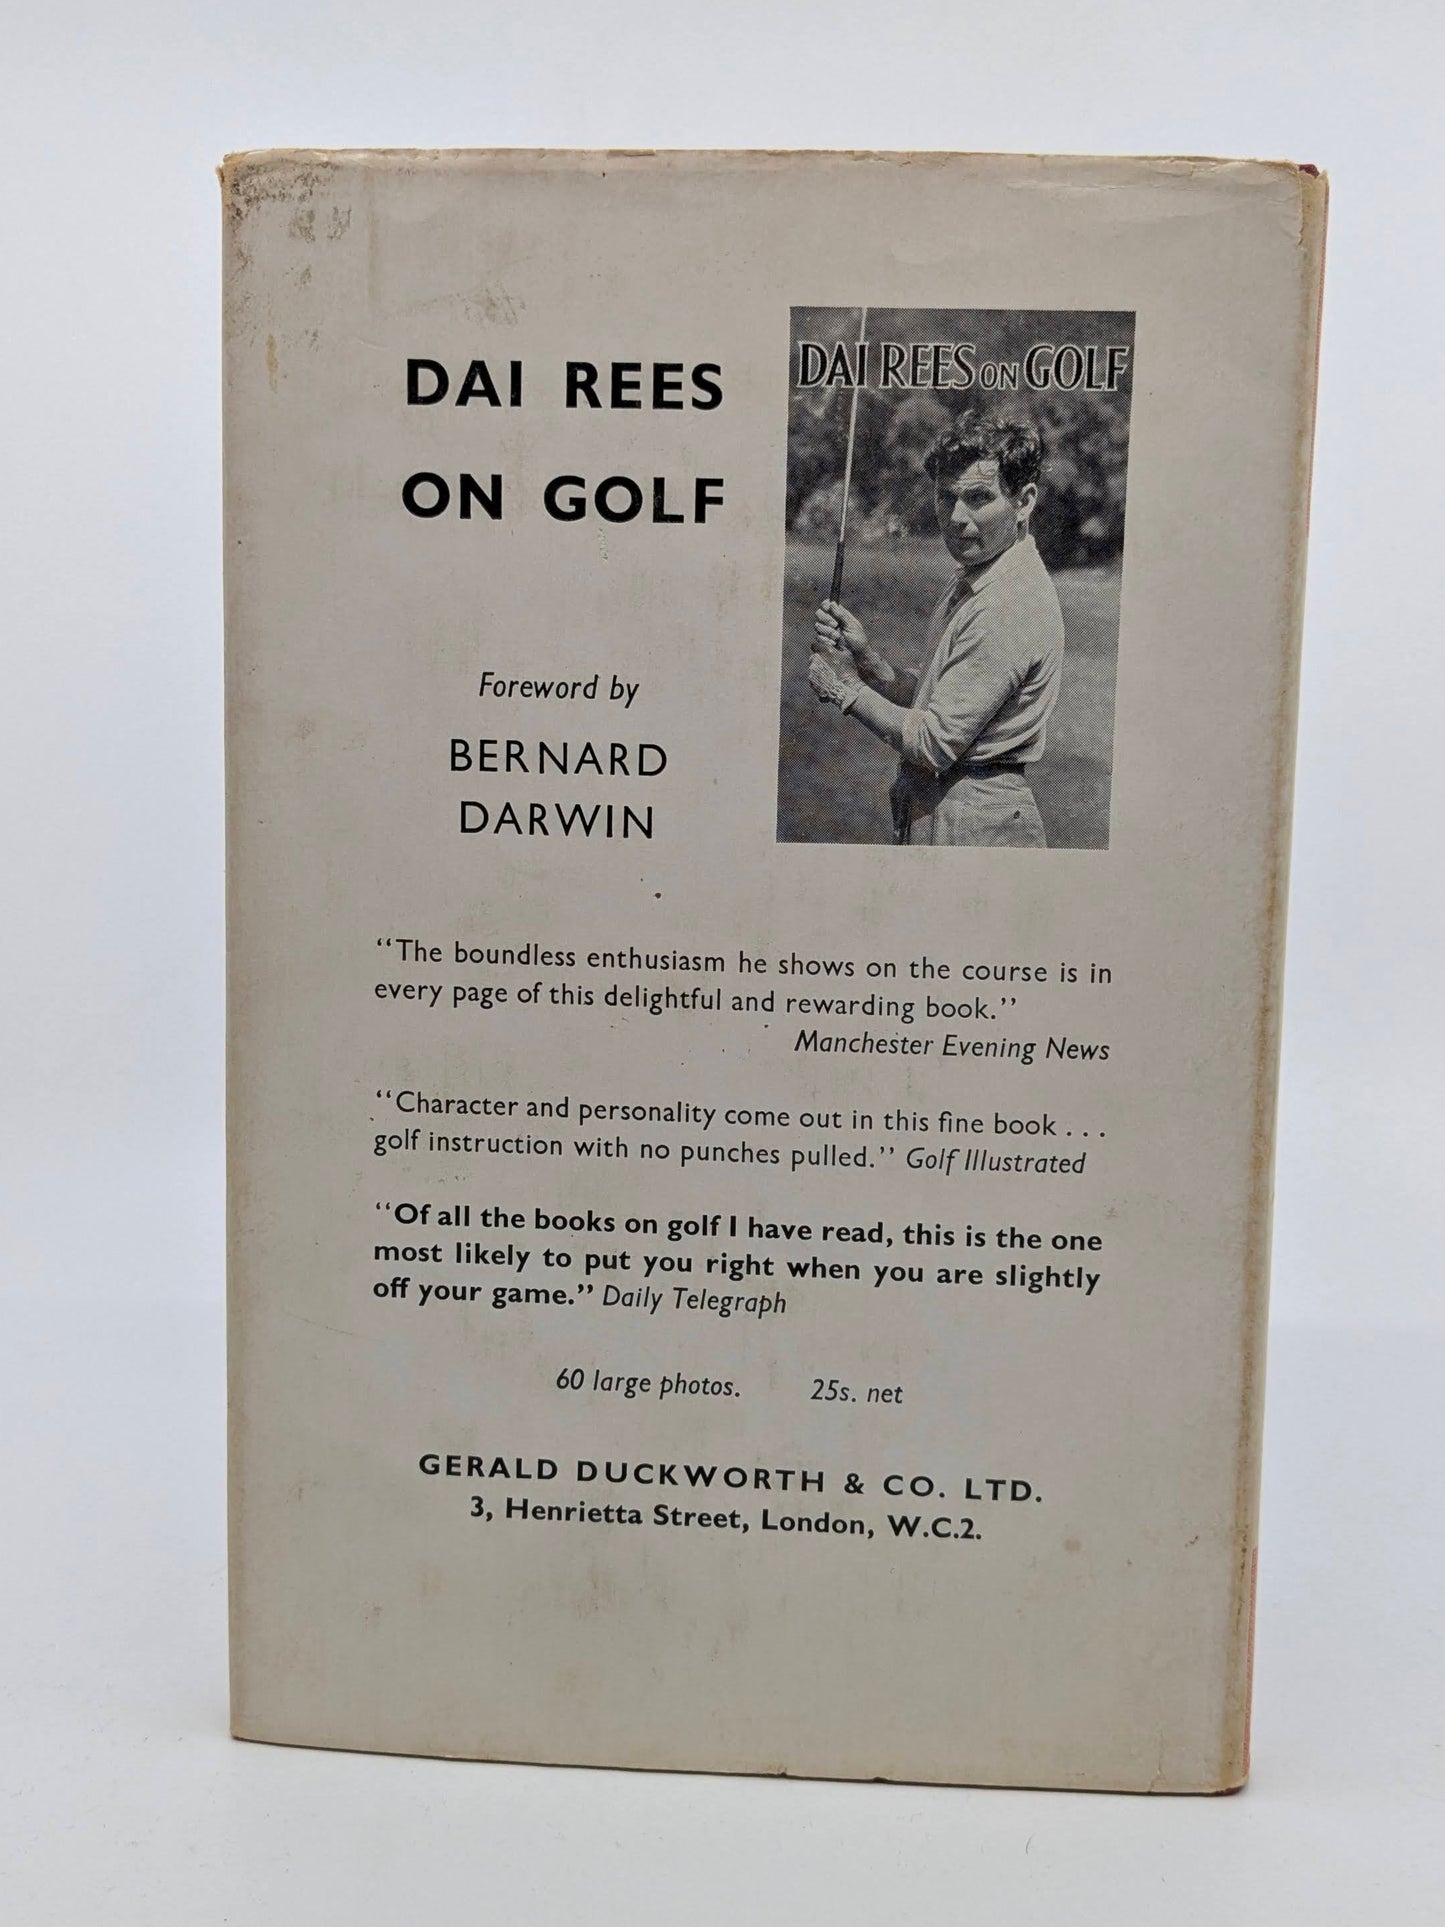 DAI REES
ON GOLF
DAI REES ON GOLF
Foreword by
BERNARD
DARWIN
“The boundless enthusiasm he shows on the course is in
every page of this delightful and rewarding book.”
Manchester Evening News
“Character and personality come out in this fine book . . .
golf instruction with no punches pulled.” Golf Illustrated
“Of all the books on golf I have read, this is the one
most likely to put you right when you are slightly
off your game.” Daily Telegraph
60 large photos. 25s. net
GERALD DUCKWORTH & CO. LTD.
3, Henrietta Street, London, W.C.2.